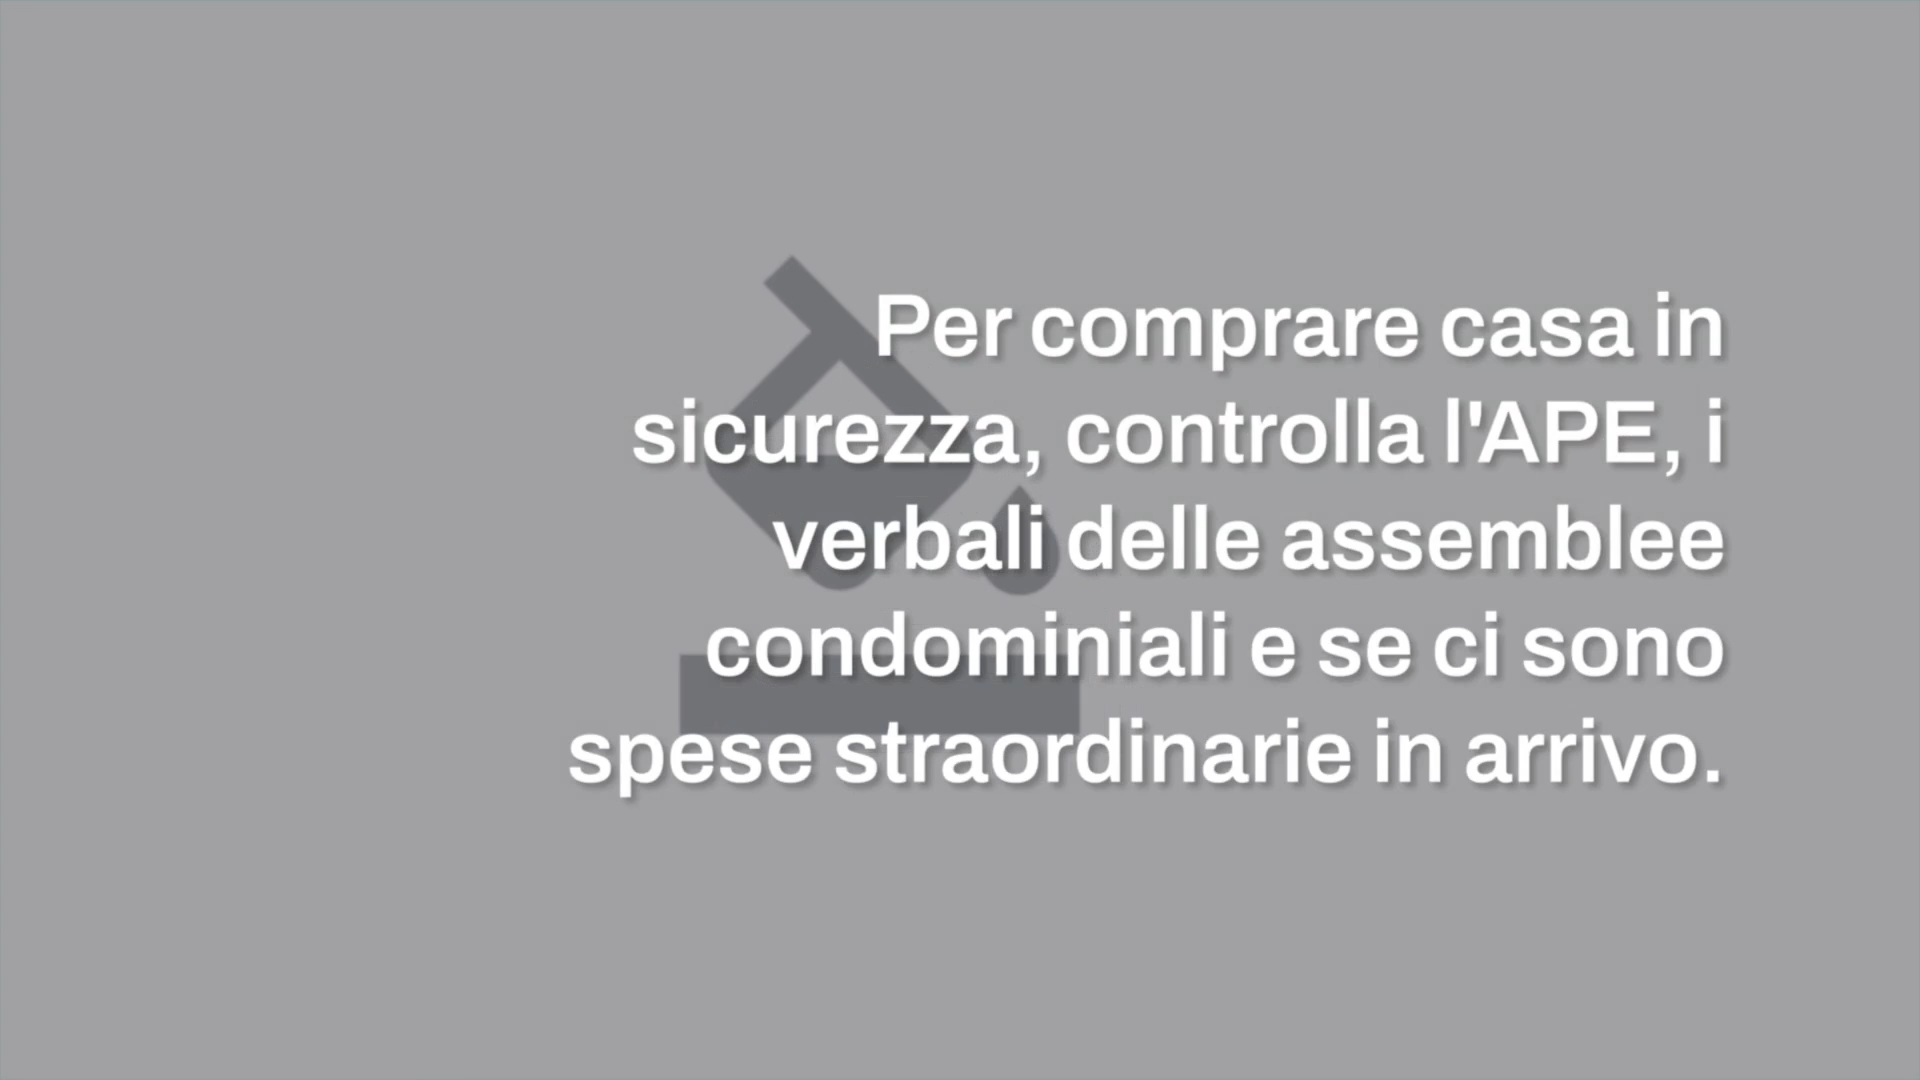 Per comprare casa in
sicurezza, controlla l'APE, i
verbali delle assemblee
condominiali e se ci sono
spese straordinarie in arrivo.